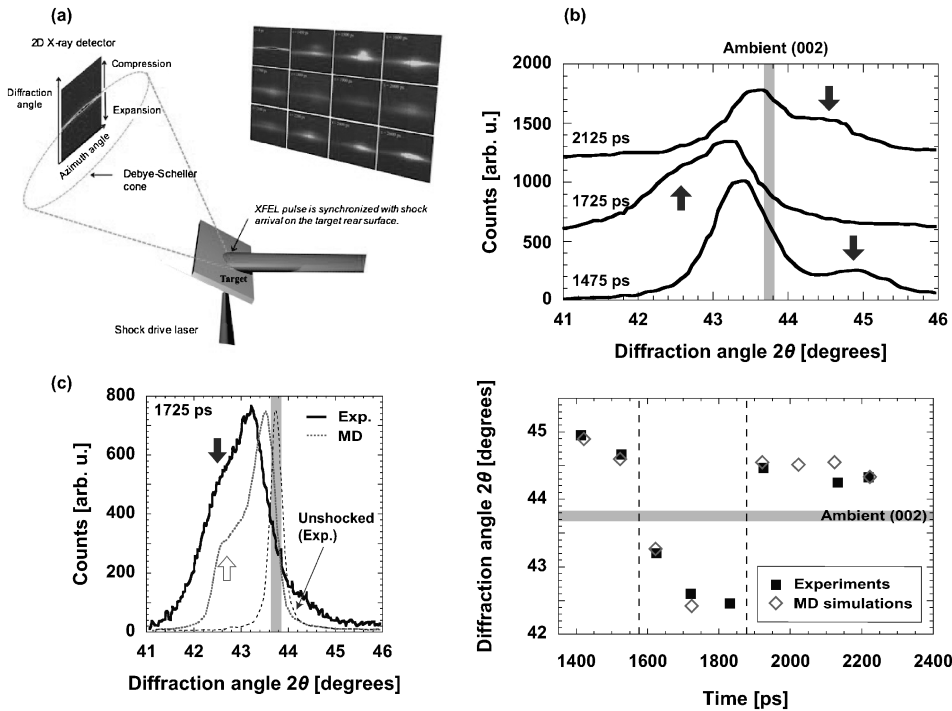 (a)
2D X-ray detector
Diffraction
angle
Compression
Expansion
Azimuth angle
Debye-Scheller
cone
XFEL pulse is synchronized with shock
arrival on the target rear surface.
Target
Shock drive laser
(b)
Ambient (002)
2000
1500
1000
500
0
Counts [arb. u.]
2125 ps
1725 ps
1475 ps
41 42 43 44 45 46
Diffraction angle 2θ [degrees]
(c)
800
600
400
200
0
Counts [arb. u.]
1725 ps
Exp.
MD
Unshocked
(Exp.)
41 42 43 44 45 46
Diffraction angle 2θ [degrees]
45
44
43
42
Diffraction angle 2θ [degrees]
Ambient (002)
Experiments
MD simulations
1400 1600 1800 2000 2200 2400
Time [ps]